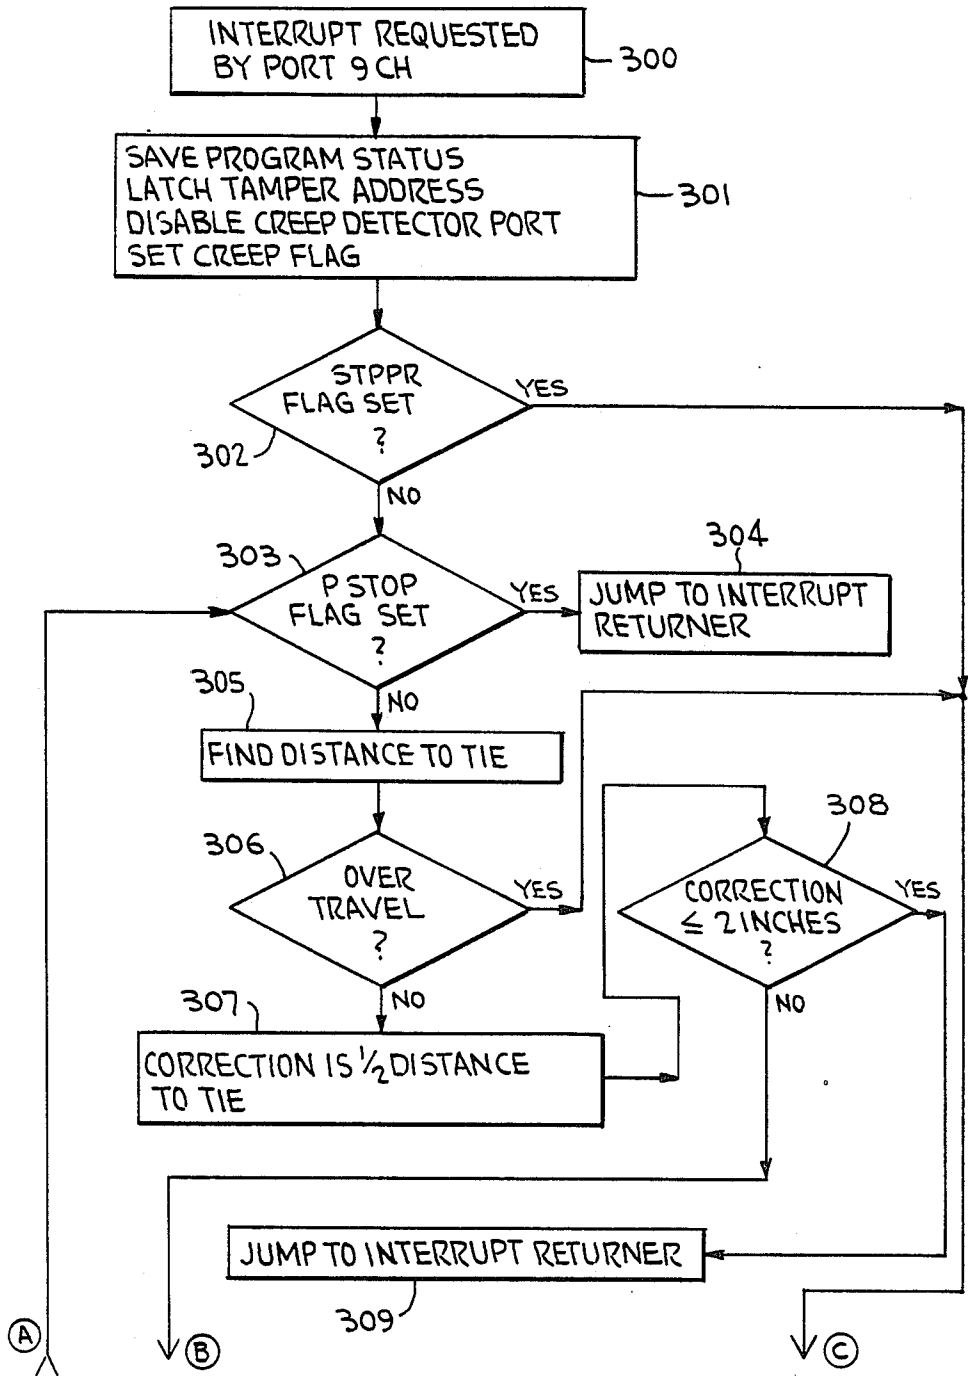 INTERRUPT REQUESTED
BY PORT 9 CH
300
SAVE PROGRAM STATUS
LATCH TAMPER ADDRESS
DISABLE CREEP DETECTOR PORT
SET CREEP FLAG
301
STPPR
FLAG SET
?
YES
302
NO
303
P STOP
FLAG SET
?
YES
304
JUMP TO INTERRUPT
RETURNER
305
NO
FIND DISTANCE TO TIE
306
OVER
TRAVEL
?
YES
308
CORRECTION
≤ 2 INCHES
?
YES
NO
307
NO
CORRECTION IS 1/2 DISTANCE
TO TIE
JUMP TO INTERRUPT RETURNER
309
A
B
C